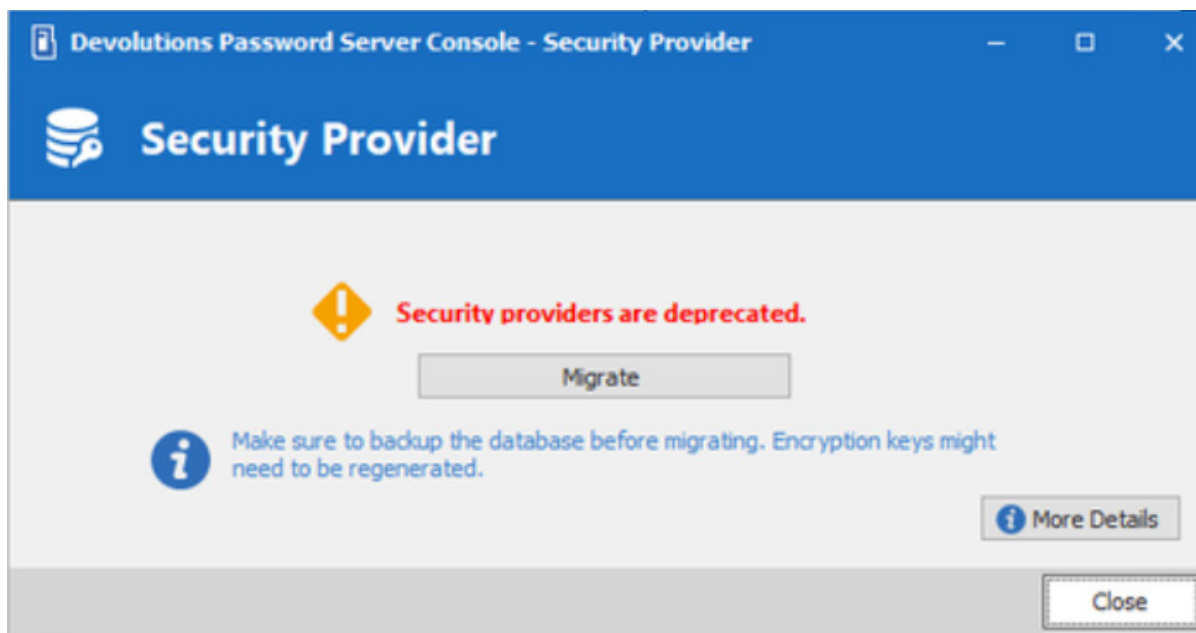 Devolutions Password Server Console - Security Provider
Security Provider
Security providers are deprecated.
Migrate
Make sure to backup the database before migrating. Encryption keys might
need to be regenerated.
More Details
Close